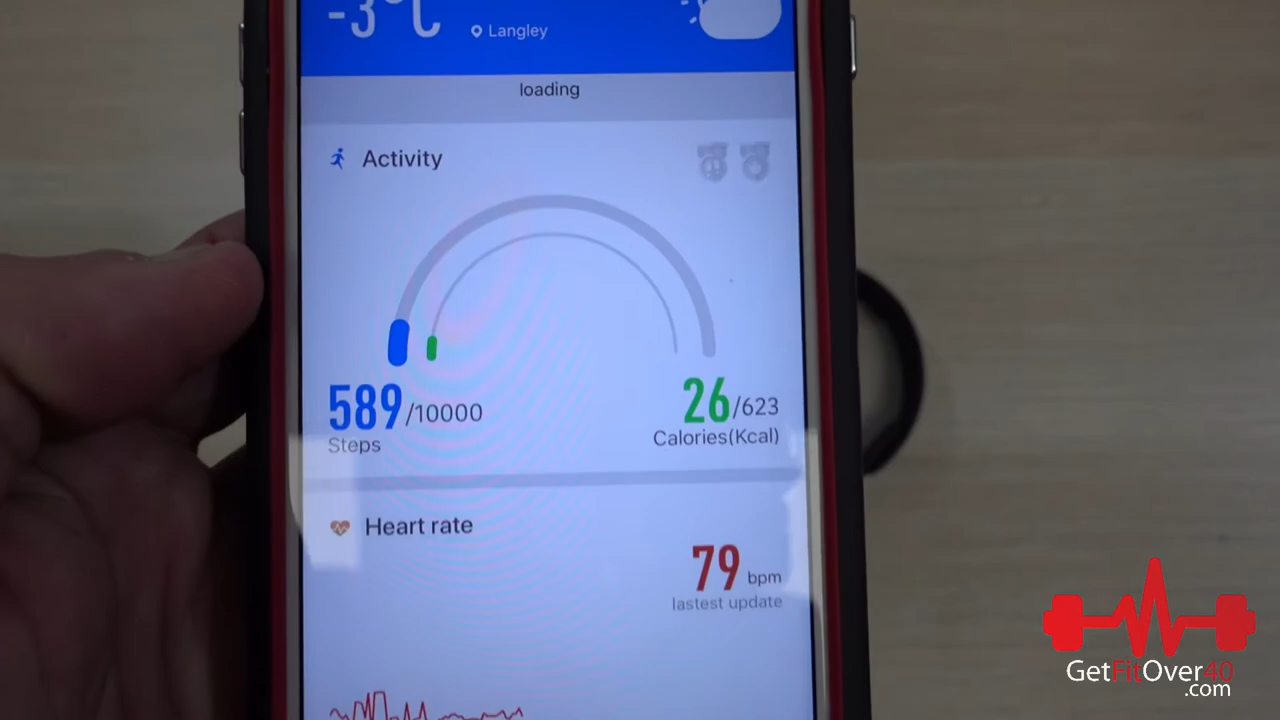 -3°C
Langley
loading
Activity
589/10000
Steps
26/623
Calories(Kcal)
Heart rate
79 bpm
lastest update
GetFitOver40
.com